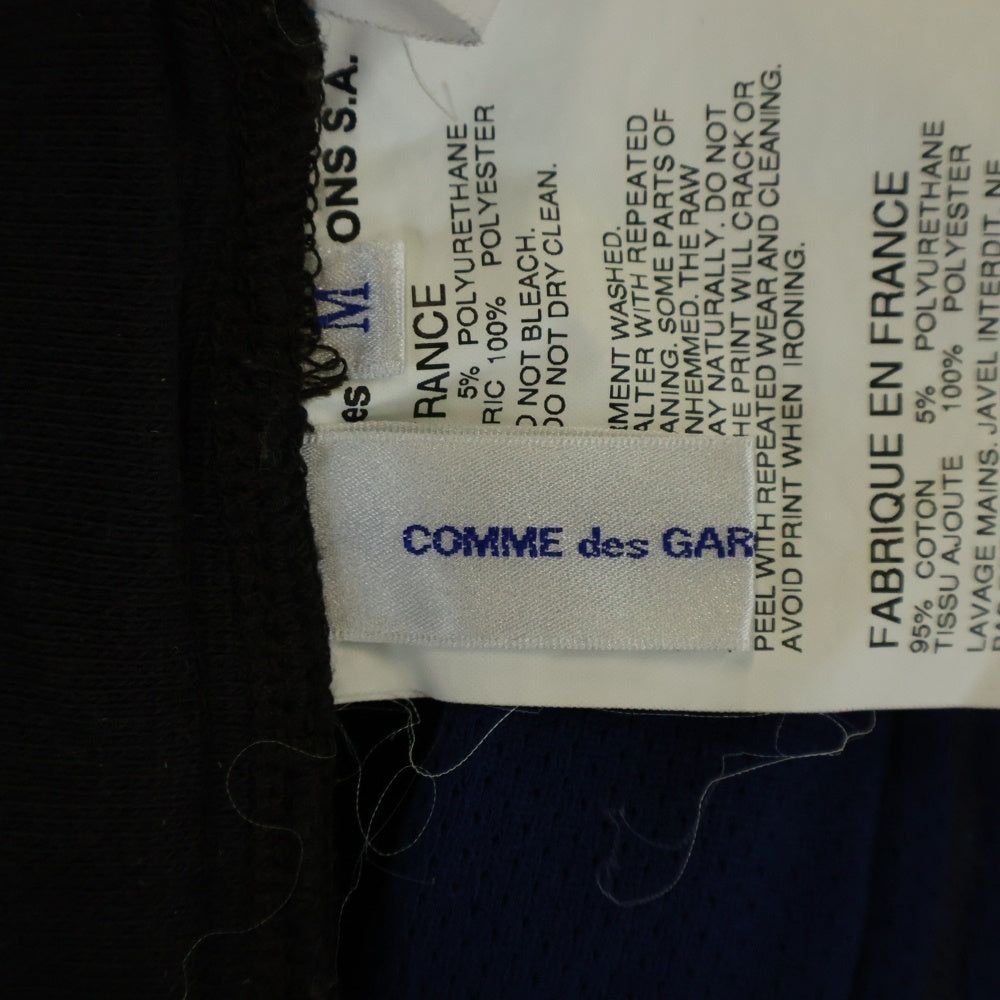 ONS S.A.
M
es
RANCE
5% POLYURETHANE
RIC 100% POLYESTER
NOT BLEACH.
DO NOT DRY CLEAN.
MENT WASHED.
ALTER WITH REPEATED
ANING. SOME PARTS OF
NHEMMED. THE RAW
AY NATURALLY. DO NOT
HE PRINT WILL CRACK OR
PEEL WITH REPEATED WEAR AND CLEANING.
AVOID PRINT WHEN IRONING.
COMME des GAR
FABRIQUE EN FRANCE
95% COTON 5% POLYURETHANE
TISSU AJOUTE 100% POLYESTER
LAVAGE MAINS. JAVEL INTERDIT. NE